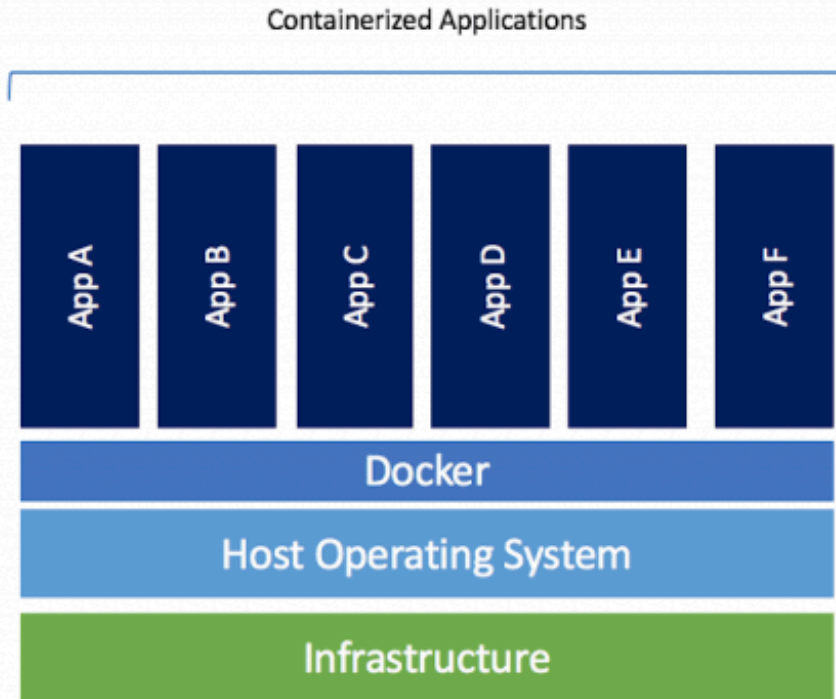 Containerized Applications
App A
App B
App C
App D
App E
App F
Docker
Host Operating System
Infrastructure